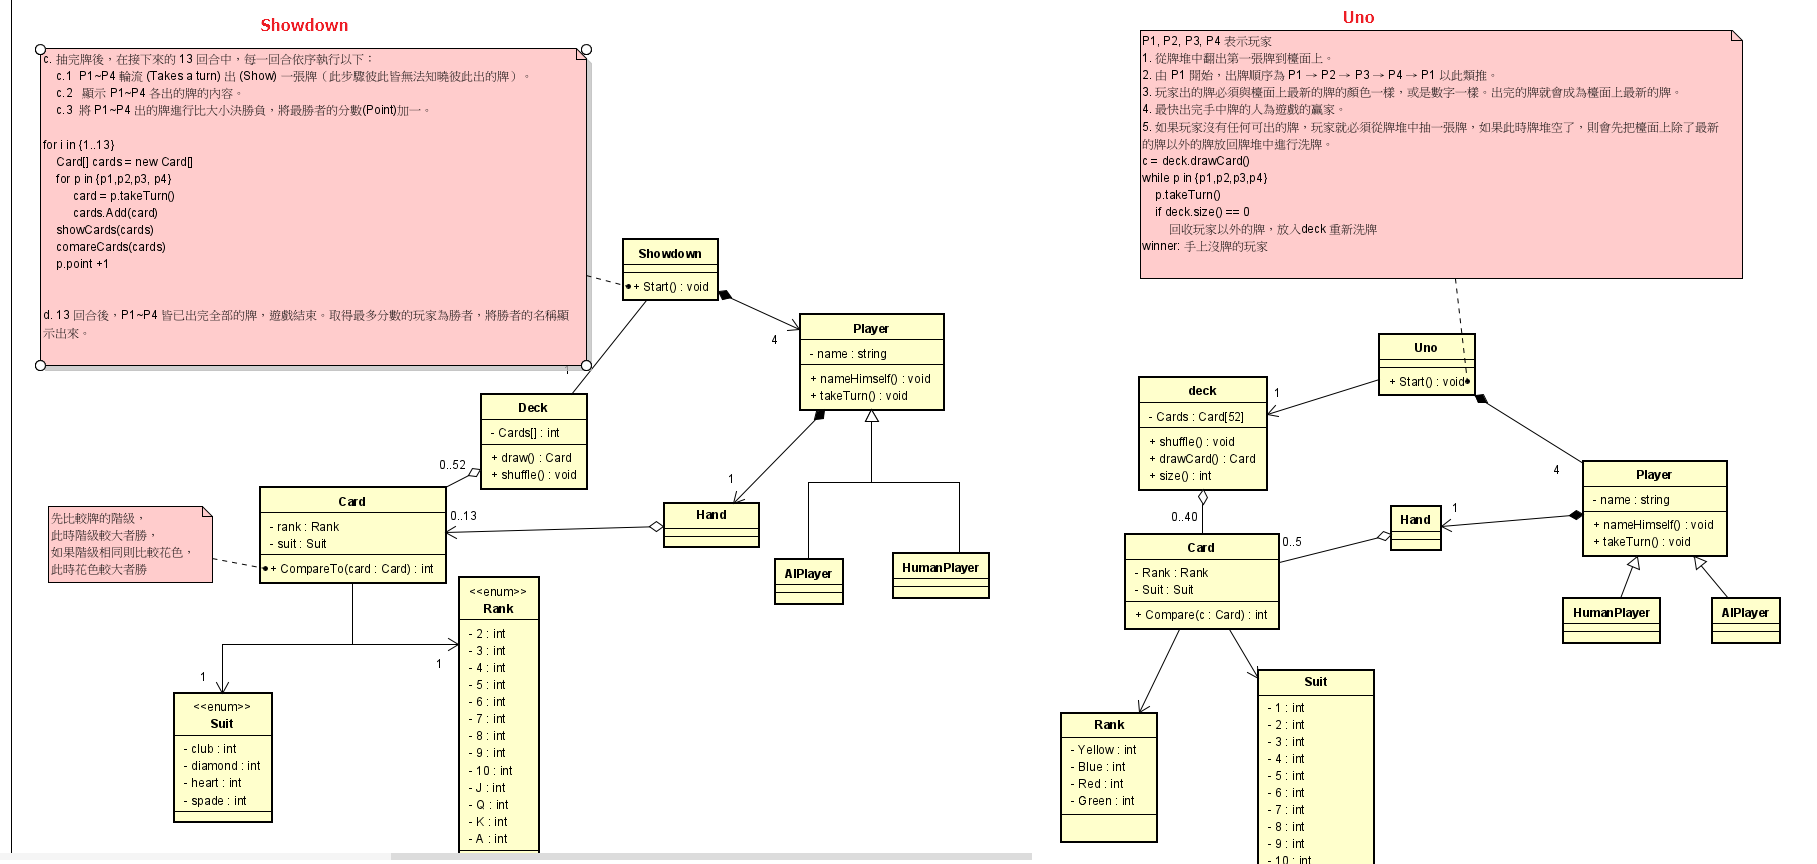 Showdown
c. 抽完牌後，在接下來的 13 回合中，每一回合依序執行以下：
c.1 P1~P4 輪流 (Takes a turn) 出 (Show) 一張牌（此步驟彼此皆無法知曉彼此出的牌）。
c.2 顯示 P1~P4 各出的牌的內容。
c.3 將 P1~P4 出的牌進行比大小決勝負，將最勝者的分數(Point)加一。
for i in {1..13}
Card[] cards = new Card[]
for p in {p1,p2,p3, p4}
card = p.takeTurn()
cards.Add(card)
showCards(cards)
comareCards(cards)
p.point +1
d. 13 回合後，P1~P4 皆已出完全部的牌，遊戲結束。取得最多分數的玩家為勝者，將勝者的名稱顯
示出來。
Showdown
+ Start() : void
4
Player
- name : string
+ nameHimself() : void
+ takeTurn() : void
1
Deck
- Cards[] : int
+ draw() : Card
+ shuffle() : void
0..52
Card
- rank : Rank
- suit : Suit
+ CompareTo(card : Card) : int
0..13
1
Hand
先比較牌的階級，
此時階級較大者勝，
如果階級相同則比較花色，
此時花色較大者勝
AIPlayer
HumanPlayer
1
1
<<enum>>
Suit
- club : int
- diamond : int
- heart : int
- spade : int
<<enum>>
Rank
- 2 : int
- 3 : int
- 4 : int
- 5 : int
- 6 : int
- 7 : int
- 8 : int
- 9 : int
- 10 : int
- J : int
- Q : int
- K : int
- A : int
Uno
P1, P2, P3, P4 表示玩家
1. 從牌堆中翻出第一張牌到檯面上。
2. 由 P1 開始，出牌順序為 P1 → P2 → P3 → P4 → P1 以此類推。
3. 玩家出的牌必須與檯面上最新的牌的顏色一樣，或是數字一樣。出完的牌就會成為檯面上最新的牌。
4. 最快出完手中牌的人為遊戲的贏家。
5. 如果玩家沒有任何可出的牌，玩家就必須從牌堆中抽一張牌，如果此時牌堆空了，則會先把檯面上除了最新
的牌以外的牌放回牌堆中進行洗牌。
c = deck.drawCard()
while p in {p1,p2,p3,p4}
p.takeTurn()
if deck.size() == 0
回收玩家以外的牌，放入deck 重新洗牌
winner: 手上沒牌的玩家
Uno
+ Start() : void
1
deck
- Cards : Card[52]
+ shuffle() : void
+ drawCard() : Card
+ size() : int
4
Player
- name : string
+ nameHimself() : void
+ takeTurn() : void
1
Hand
0..40
0..5
Card
- Rank : Rank
- Suit : Suit
+ Compare(c : Card) : int
HumanPlayer
AIPlayer
Rank
- Yellow : int
- Blue : int
- Red : int
- Green : int
Suit
- 1 : int
- 2 : int
- 3 : int
- 4 : int
- 5 : int
- 6 : int
- 7 : int
- 8 : int
- 9 : int
- 10 : int